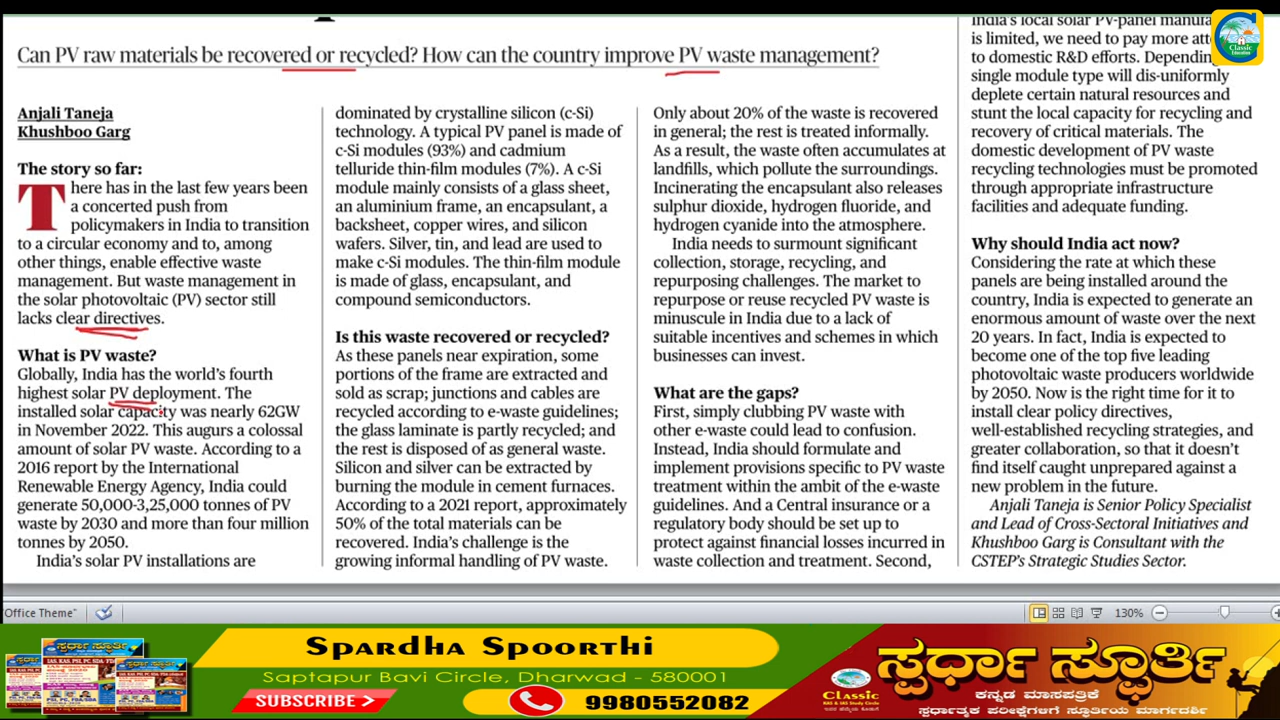 Can PV raw materials be recovered or recycled? How can the country improve PV waste management?
Anjali Taneja
Khushboo Garg
The story so far:
There has in the last few years been
a concerted push from
policymakers in India to transition
to a circular economy and to, among
other things, enable effective waste
management. But waste management in
the solar photovoltaic (PV) sector still
lacks clear directives.
What is PV waste?
Globally, India has the world's fourth
highest solar PV deployment. The
installed solar capacity was nearly 62GW
in November 2022. This augurs a colossal
amount of solar PV waste. According to a
2016 report by the International
Renewable Energy Agency, India could
generate 50,000-3,25,000 tonnes of PV
waste by 2030 and more than four million
tonnes by 2050.
India's solar PV installations are
dominated by crystalline silicon (c-Si)
technology. A typical PV panel is made of
c-Si modules (93%) and cadmium
telluride thin-film modules (7%). A c-Si
module mainly consists of a glass sheet,
an aluminium frame, an encapsulant, a
backsheet, copper wires, and silicon
wafers. Silver, tin, and lead are used to
make c-Si modules. The thin-film module
is made of glass, encapsulant, and
compound semiconductors.
Is this waste recovered or recycled?
As these panels near expiration, some
portions of the frame are extracted and
sold as scrap; junctions and cables are
recycled according to e-waste guidelines;
the glass laminate is partly recycled; and
the rest is disposed of as general waste.
Silicon and silver can be extracted by
burning the module in cement furnaces.
According to a 2021 report, approximately
50% of the total materials can be
recovered. India's challenge is the
growing informal handling of PV waste.
Only about 20% of the waste is recovered
in general; the rest is treated informally.
As a result, the waste often accumulates at
landfills, which pollute the surroundings.
Incinerating the encapsulant also releases
sulphur dioxide, hydrogen fluoride, and
hydrogen cyanide into the atmosphere.
India needs to surmount significant
collection, storage, recycling, and
repurposing challenges. The market to
repurpose or reuse recycled PV waste is
minuscule in India due to a lack of
suitable incentives and schemes in which
businesses can invest.
What are the gaps?
First, simply clubbing PV waste with
other e-waste could lead to confusion.
Instead, India should formulate and
implement provisions specific to PV waste
treatment within the ambit of the e-waste
guidelines. And a Central insurance or a
regulatory body should be set up to
protect against financial losses incurred in
waste collection and treatment. Second,
India's local solar PV-panel manufa
is limited, we need to pay more att
to domestic R&D efforts. Depending
single module type will dis-uniformly
deplete certain natural resources and
stunt the local capacity for recycling and
recovery of critical materials. The
domestic development of PV waste
recycling technologies must be promoted
through appropriate infrastructure
facilities and adequate funding.
Why should India act now?
Considering the rate at which these
panels are being installed around the
country, India is expected to generate an
enormous amount of waste over the next
20 years. In fact, India is expected to
become one of the top five leading
photovoltaic waste producers worldwide
by 2050. Now is the right time for it to
install clear policy directives,
well-established recycling strategies, and
greater collaboration, so that it doesn't
find itself caught unprepared against a
new problem in the future.
Anjali Taneja is Senior Policy Specialist
and Lead of Cross-Sectoral Initiatives and
Khushboo Garg is Consultant with the
CSTEP's Strategic Studies Sector.
Classic
Education
Office Theme"
130%
Spardha Spoorthi
Saptapur Bavi Circle, Dharwad - 580001
SUBSCRIBE
9980552082
ಸ್ಪರ್ಧಾ ಸ್ಫೂರ್ತಿ
ಕನ್ನಡ ಮಾಸಪತ್ರಿಕೆ
ಸ್ಪರ್ಧಾತ್ಮಕ ಪರೀಕ್ಷೆಗಳಿಗೆ ಸ್ಫೂರ್ತಿಯ ಮಾರ್ಗದರ್ಶಿ
Classic
IAS & KAS Study Circle